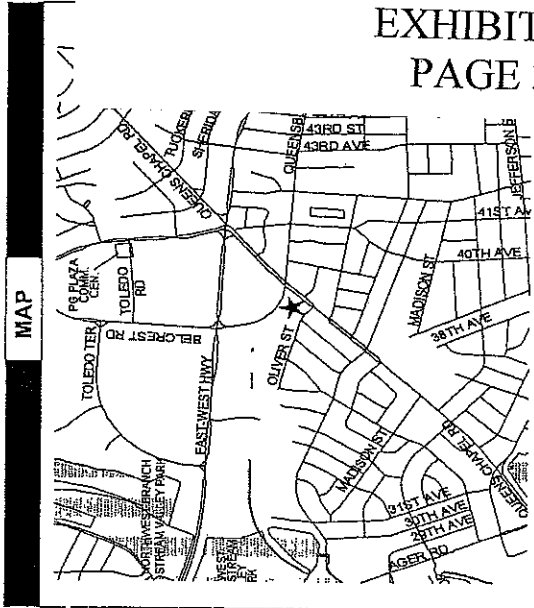 EXHIBIT
PAGE
MAP
43RD ST
43RD AVE
QUEENS CHAPEL RD
TUCKER
SHERIDA
QUEENSB
JEFFERSON
41ST AV
40TH AVE
MADISON ST
38TH AVE
PG PLAZA
COMM.
CEN.
TOLEDO
RD
TOLEDO TER
BELCREST RD
OLIVER ST
EAST-WEST HWY
MADISON ST
QUEENS CHAPEL RD
QUEENS
31ST AVE
30TH AVE
29TH AVE
AGER RD
NORTHWEST BRANCH
STREAM VALLEY PARK
STREAM